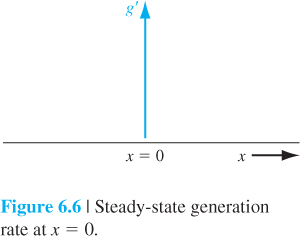 g′
x = 0
x
Figure 6.6 | Steady-state generation
rate at x = 0.